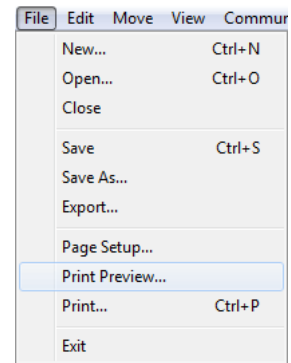 File Edit Move View Commun
New... Ctrl+N
Open... Ctrl+O
Close
Save Ctrl+S
Save As...
Export...
Page Setup...
Print Preview...
Print... Ctrl+P
Exit